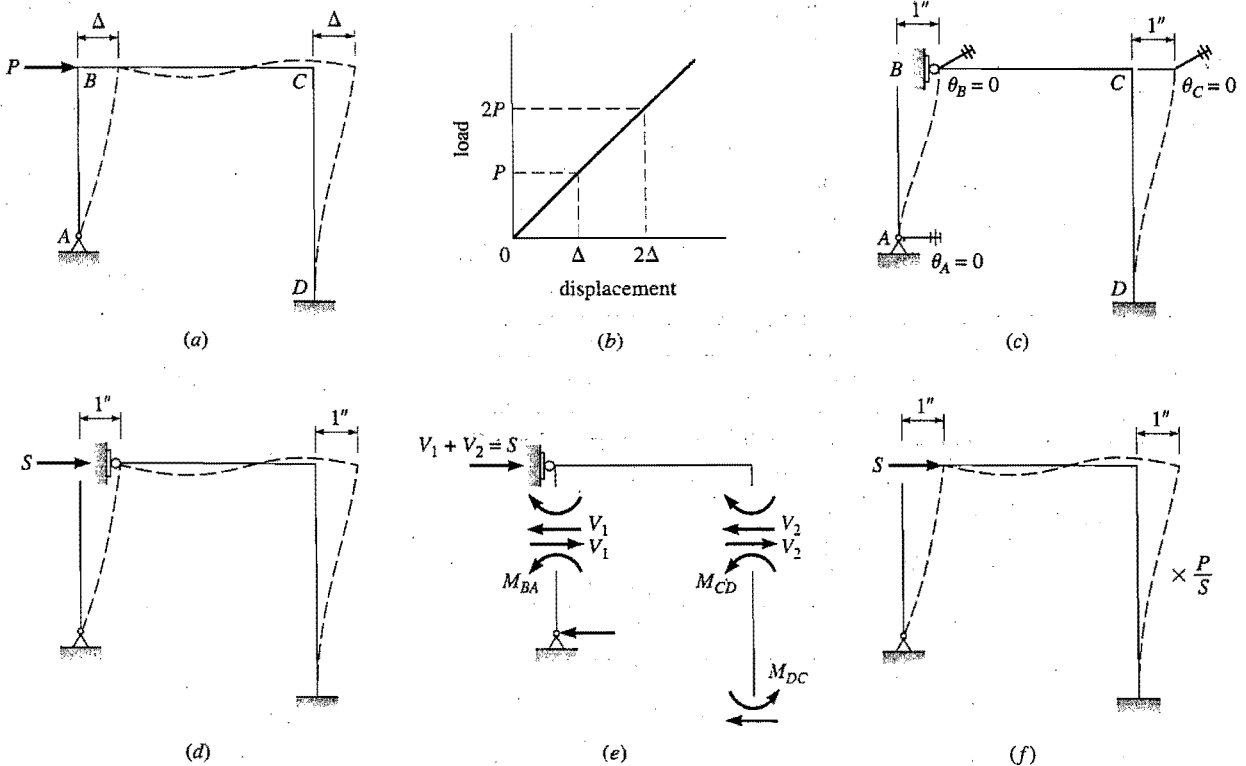 Δ
Δ
P
B
C
A
D
(a)
load
2P
P
0
Δ
2Δ
displacement
(b)
1"
1"
B
θ_B = 0
C
θ_C = 0
A
θ_A = 0
D
(c)
1"
1"
S
(d)
V_1 + V_2 = S
V_1
V_1
V_2
V_2
M_BA
M_CD
M_DC
(e)
1"
1"
S
× P/S
(f)